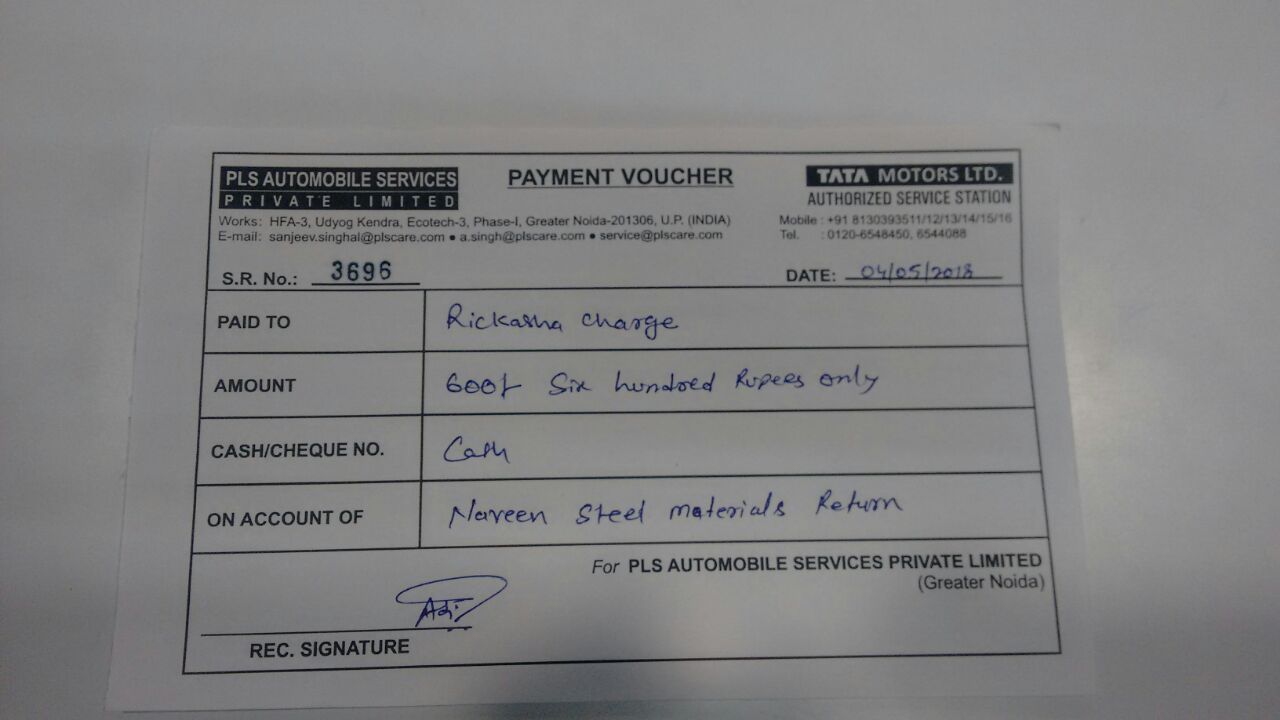 PLS AUTOMOBILE SERVICES
PRIVATE LIMITED
PAYMENT VOUCHER
TATA MOTORS LTD.
AUTHORIZED SERVICE STATION
Works: HFA-3, Udyog Kendra, Ecotech-3, Phase-I, Greater Noida-201306, U.P. (INDIA)
E-mail: sanjeev.singhal@plscare.com ● a.singh@plscare.com ● service@plscare.com
Mobile : +91 8130393511/12/13/14/15/16
Tel. : 0120-6548450, 6544088
S.R. No.: 3696
DATE: 04/05/2018
PAID TO Rickasha charge
AMOUNT 600/- Six hundred Rupees only
CASH/CHEQUE NO. Cash
ON ACCOUNT OF Naveen Steel materials Return
For PLS AUTOMOBILE SERVICES PRIVATE LIMITED
(Greater Noida)
REC. SIGNATURE